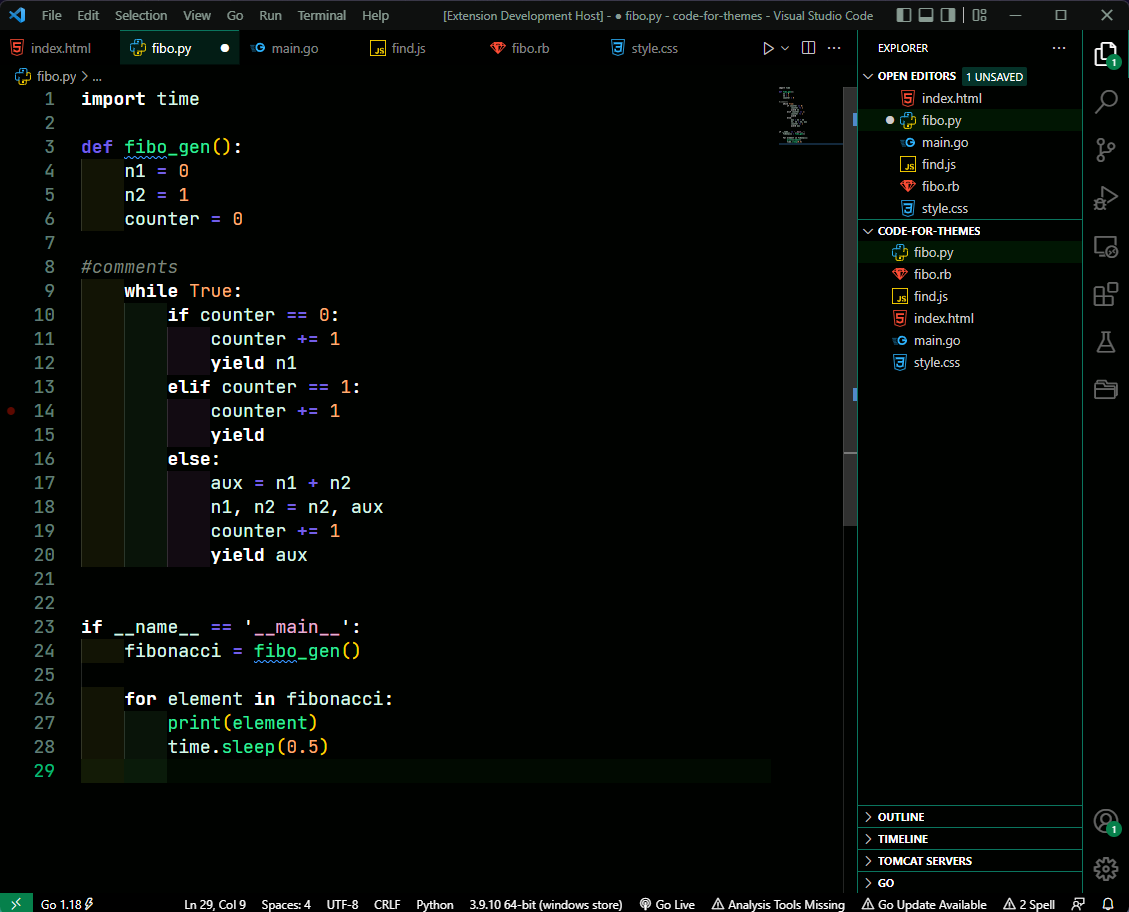 File Edit Selection View Go Run Terminal Help [Extension Development Host] - ● fibo.py - code-for-themes - Visual Studio Code
index.html fibo.py main.go find.js fibo.rb style.css
fibo.py > ...
1 import time
2
3 def fibo_gen():
4 n1 = 0
5 n2 = 1
6 counter = 0
7
8 #comments
9 while True:
10 if counter == 0:
11 counter += 1
12 yield n1
13 elif counter == 1:
14 counter += 1
15 yield
16 else:
17 aux = n1 + n2
18 n1, n2 = n2, aux
19 counter += 1
20 yield aux
21
22
23 if __name__ == '__main__':
24 fibonacci = fibo_gen()
25
26 for element in fibonacci:
27 print(element)
28 time.sleep(0.5)
29
EXPLORER
OPEN EDITORS 1 UNSAVED
index.html
fibo.py
main.go
find.js
fibo.rb
style.css
CODE-FOR-THEMES
fibo.py
fibo.rb
find.js
index.html
main.go
style.css
OUTLINE
TIMELINE
TOMCAT SERVERS
GO
1
1
Go 1.18 Ln 29, Col 9 Spaces: 4 UTF-8 CRLF Python 3.9.10 64-bit (windows store) Go Live Analysis Tools Missing Go Update Available 2 Spell